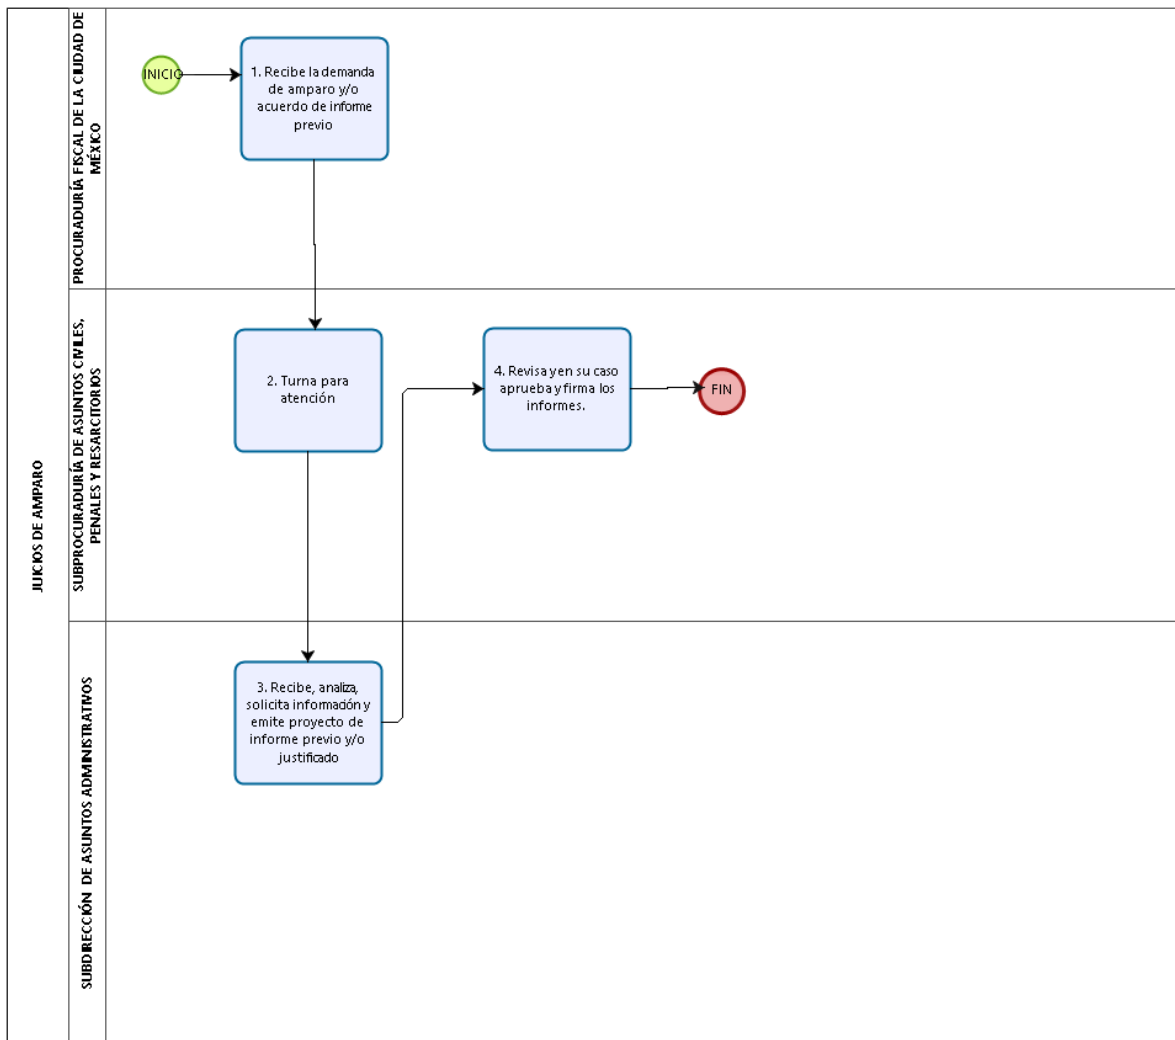 JUICIOS DE AMPARO
PROCURADURÍA FISCAL DE LA CIUDAD DE
MÉXICO
INICIO
1. Recibe la demanda
de amparo y/o
acuerdo de informe
previo
SUBPROCURADURÍA DE ASUNTOS CIVILES,
PENALES Y RESARCITORIOS
2. Turna para
atención
4. Revisa y en su caso
aprueba y firma los
informes.
FIN
SUBDIRECCIÓN DE ASUNTOS ADMINISTRATIVOS
3. Recibe, analiza,
solicita información y
emite proyecto de
informe previo y/o
justificado